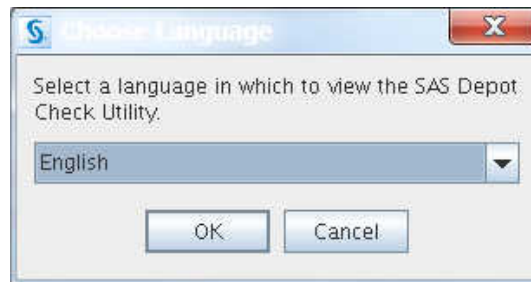 Choose Language
Select a language in which to view the SAS Depot
Check Utility.
English
OK
Cancel